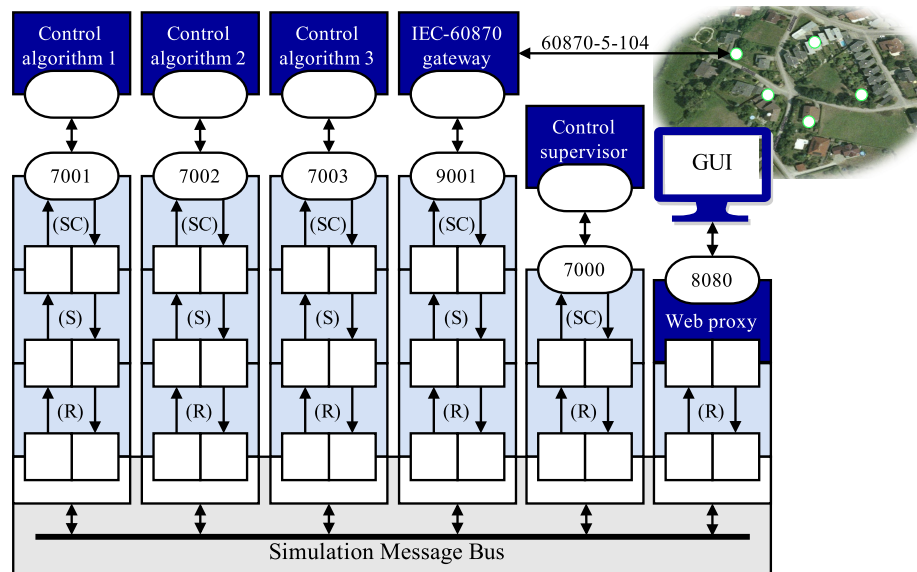 Control
algorithm 1
Control
algorithm 2
Control
algorithm 3
IEC-60870
gateway
60870-5-104
Control
supervisor
GUI
7001
7002
7003
9001
7000
8080
Web proxy
(SC)
(SC)
(SC)
(SC)
(SC)
(S)
(S)
(S)
(S)
(R)
(R)
(R)
(R)
(R)
(R)
Simulation Message Bus